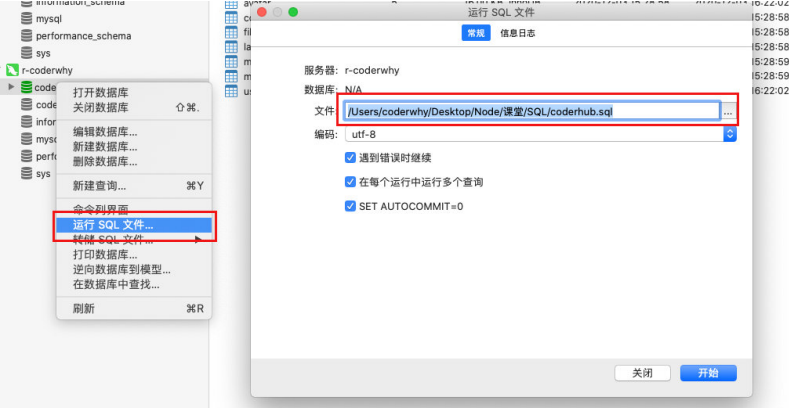 mysql
performance_schema
sys
r-coderwhy
code
code
infor
myso
perfo
sys
打开数据库
关闭数据库 ⇧⌘.
编辑数据库...
新建数据库...
删除数据库...
新建查询... ⌘Y
命令列界面
运行 SQL 文件...
转储 SQL 文件...
打印数据库...
逆向数据库到模型...
在数据库中查找...
刷新 ⌘R
运行 SQL 文件
常规 信息日志
服务器: r-coderwhy
数据库: N/A
文件 /Users/coderwhy/Desktop/Node/课堂/SQL/coderhub.sql ...
编码: utf-8
遇到错误时继续
在每个运行中运行多个查询
SET AUTOCOMMIT=0
关闭 开始
16:22:02
15:28:58
15:28:58
15:28:58
15:28:59
15:28:59
16:22:02